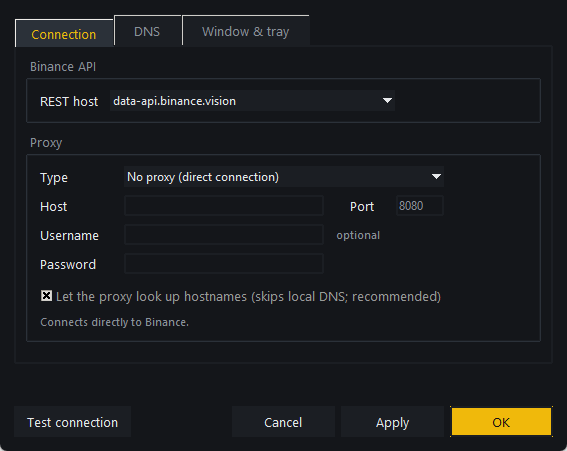 Connection DNS Window & tray
Binance API
REST host data-api.binance.vision
Proxy
Type No proxy (direct connection)
Host Port 8080
Username optional
Password
Let the proxy look up hostnames (skips local DNS; recommended)
Connects directly to Binance.
Test connection Cancel Apply OK